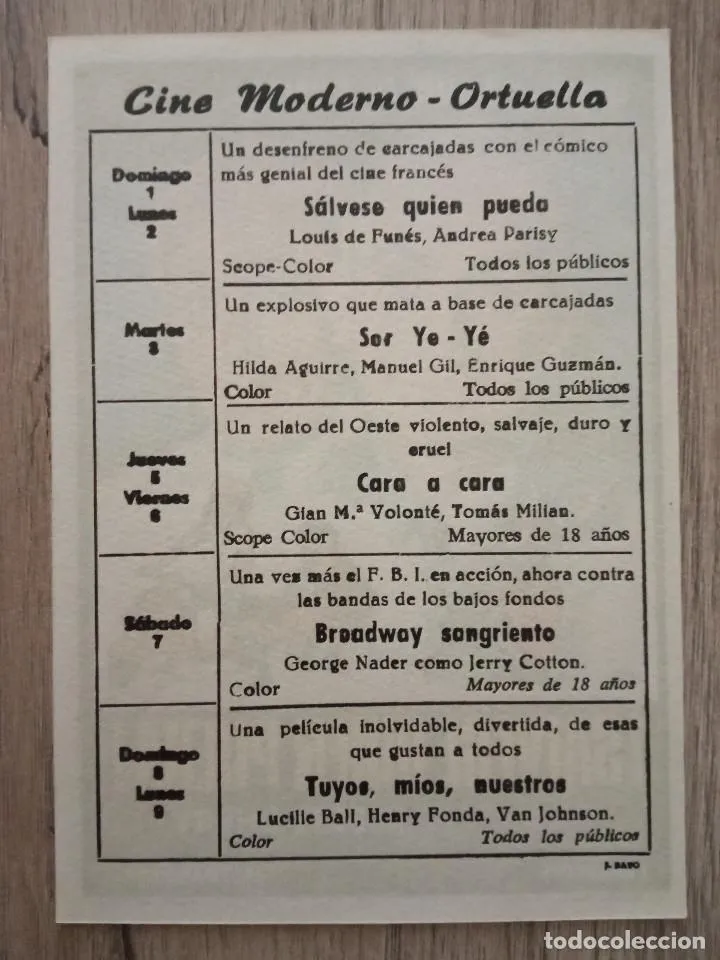 Cine Moderno - Ortuella
Domingo
1
Lunes
2
Un desenfreno de carcajadas con el cómico
más genial del cine francés
Sálvese quien pueda
Louis de Funés, Andrea Parisy
Scope-Color Todos los públicos
Martes
3
Un explosivo que mata a base de carcajadas
Sor Ye - Yé
Hilda Aguirre, Manuel Gil, Enrique Guzmán.
Color Todos los públicos
Jueves
5
Viernes
6
Un relato del Oeste violento, salvaje, duro y
cruel
Cara a cara
Gian M.ª Volonté, Tomás Milian.
Scope Color Mayores de 18 años
Sábado
7
Una ves más el F. B. I. en acción, ahora contra
las bandas de los bajos fondos
Broadway sangriento
George Nader como Jerry Cotton.
Color Mayores de 18 años
Domingo
8
Lunes
9
Una película inolvidable, divertida, de esas
que gustan a todos
Tuyos, míos, nuestros
Lucille Ball, Henry Fonda, Van Johnson.
Color Todos los públicos
todocoleccion